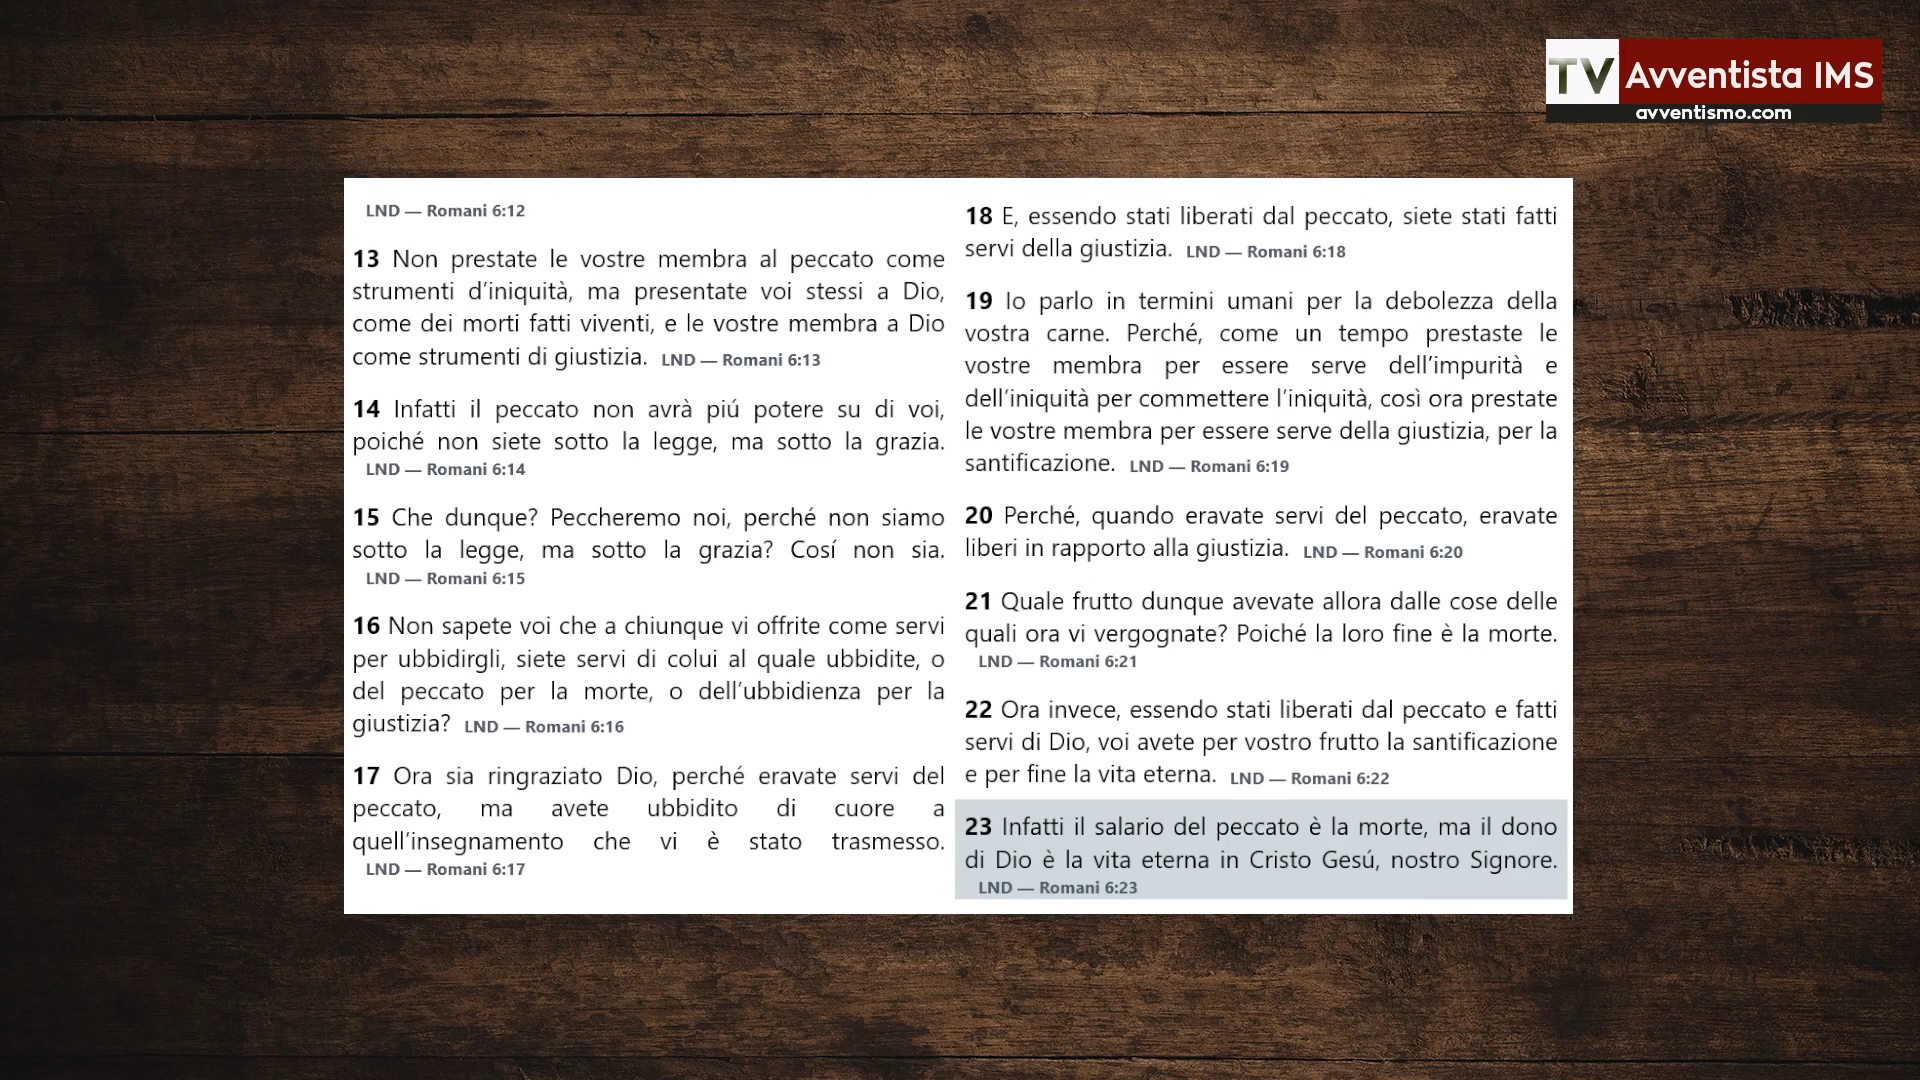 TV Avventista IMS
avventismo.com
LND — Romani 6:12
13 Non prestate le vostre membra al peccato come
strumenti d’iniquità, ma presentate voi stessi a Dio,
come dei morti fatti viventi, e le vostre membra a Dio
come strumenti di giustizia. LND — Romani 6:13
14 Infatti il peccato non avrà piú potere su di voi,
poiché non siete sotto la legge, ma sotto la grazia.
LND — Romani 6:14
15 Che dunque? Peccheremo noi, perché non siamo
sotto la legge, ma sotto la grazia? Cosí non sia.
LND — Romani 6:15
16 Non sapete voi che a chiunque vi offrite come servi
per ubbidirgli, siete servi di colui al quale ubbidite, o
del peccato per la morte, o dell’ubbidienza per la
giustizia? LND — Romani 6:16
17 Ora sia ringraziato Dio, perché eravate servi del
peccato, ma avete ubbidito di cuore a
quell’insegnamento che vi è stato trasmesso.
LND — Romani 6:17
18 E, essendo stati liberati dal peccato, siete stati fatti
servi della giustizia. LND — Romani 6:18
19 Io parlo in termini umani per la debolezza della
vostra carne. Perché, come un tempo prestaste le
vostre membra per essere serve dell’impurità e
dell’iniquità per commettere l’iniquità, così ora prestate
le vostre membra per essere serve della giustizia, per la
santificazione. LND — Romani 6:19
20 Perché, quando eravate servi del peccato, eravate
liberi in rapporto alla giustizia. LND — Romani 6:20
21 Quale frutto dunque avevate allora dalle cose delle
quali ora vi vergognate? Poiché la loro fine è la morte.
LND — Romani 6:21
22 Ora invece, essendo stati liberati dal peccato e fatti
servi di Dio, voi avete per vostro frutto la santificazione
e per fine la vita eterna. LND — Romani 6:22
23 Infatti il salario del peccato è la morte, ma il dono
di Dio è la vita eterna in Cristo Gesú, nostro Signore.
LND — Romani 6:23